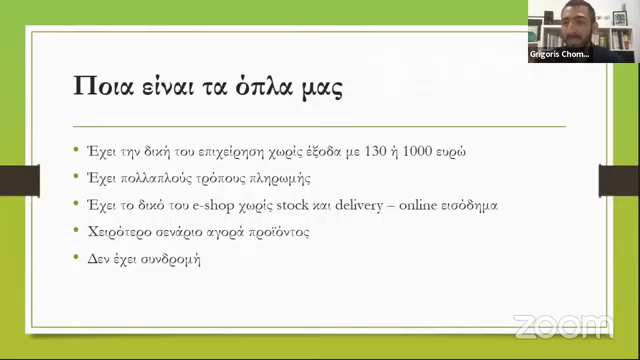 Grigoris Chom...
Ποια είναι τα όπλα μας
• Έχει την δική του επιχείρηση χωρίς έξοδα με 130 ή 1000 ευρώ
• Έχει πολλαπλούς τρόπους πληρωμής
• Έχει το δικό του e-shop χωρίς stock και delivery – online εισόδημα
• Χειρότερο σενάριο αγορά προϊόντος
• Δεν έχει συνδρομή
zoom